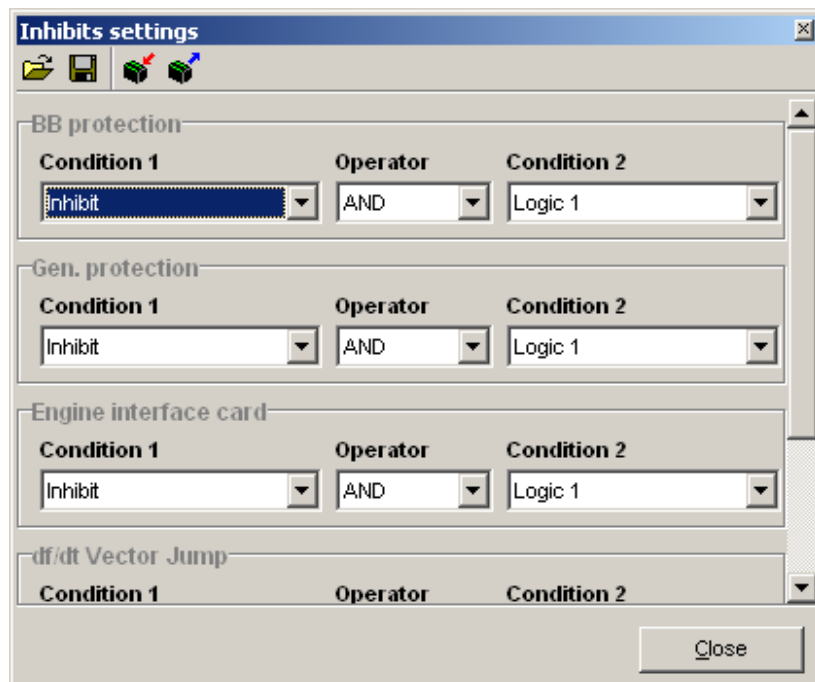 Inhibits settings
BB protection
Condition 1 Operator Condition 2
Inhibit AND Logic 1
Gen. protection
Condition 1 Operator Condition 2
Inhibit AND Logic 1
Engine interface card
Condition 1 Operator Condition 2
Inhibit AND Logic 1
df/dt Vector Jump
Condition 1 Operator Condition 2
Close